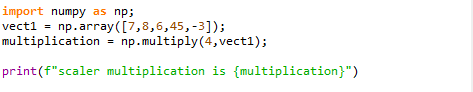 import numpy as np;
vect1 = np.array([7,8,6,45,-3]);
multiplication = np.multiply(4,vect1);
print(f"scaler multiplication is {multiplication}")